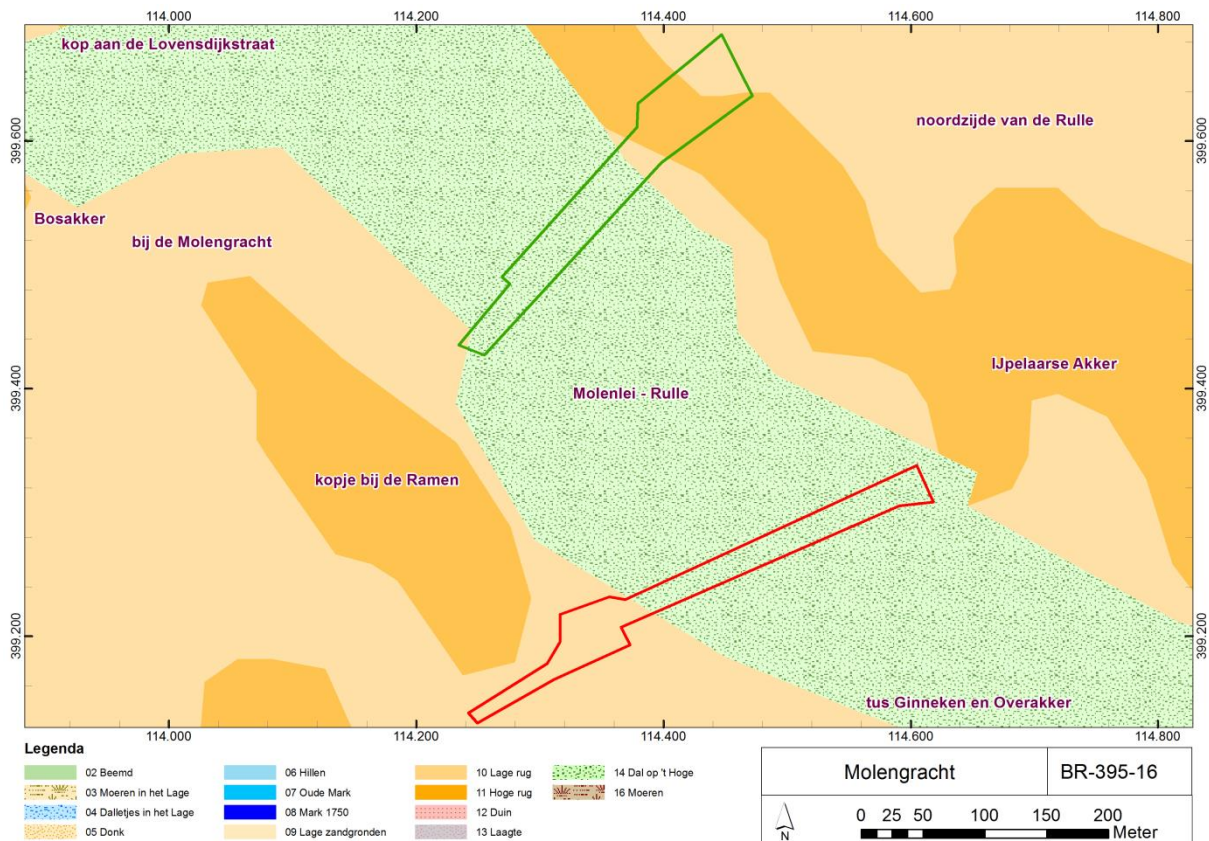 114.000 114.200 114.400 114.600 114.800
kop aan de Lovensdijkstraat
noordzijde van de Rulle
399.600 399.600
Bosakker
bij de Molengracht
IJpelaarse Akker
399.400 399.400
Molenlei - Rulle
kopje bij de Ramen
399.200 399.200
tus Ginneken en Overakker
114.000 114.200 114.400 114.600 114.800
Legenda
02 Beemd
03 Moeren in het Lage
04 Dalletjes in het Lage
05 Donk
06 Hillen
07 Oude Mark
08 Mark 1750
09 Lage zandgronden
10 Lage rug
11 Hoge rug
12 Duin
13 Laagte
14 Dal op 't Hoge
16 Moeren
Molengracht BR-395-16
N
0 25 50 100 150 200
Meter